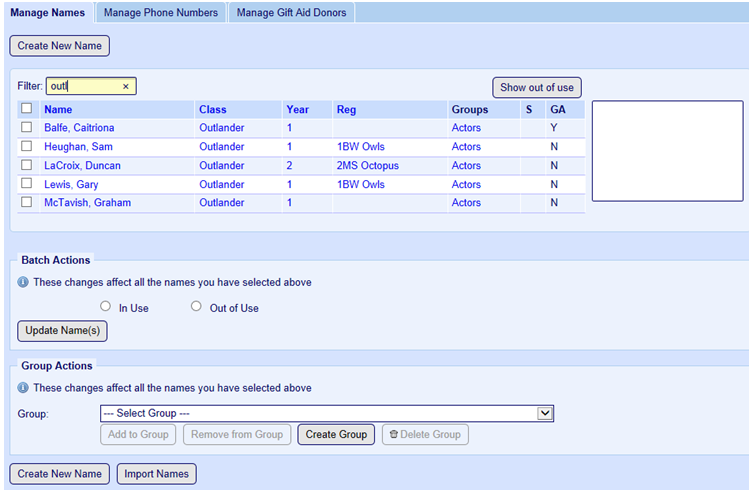 Manage Names Manage Phone Numbers Manage Gift Aid Donors
Create New Name
Filter: outl × Show out of use
Name Class Year Reg Groups S GA
Balfe, Caitriona Outlander 1 Actors Y
Heughan, Sam Outlander 1 1BW Owls Actors N
LaCroix, Duncan Outlander 2 2MS Octopus Actors N
Lewis, Gary Outlander 1 1BW Owls Actors N
McTavish, Graham Outlander 1 Actors N
Batch Actions
These changes affect all the names you have selected above
In Use Out of Use
Update Name(s)
Group Actions
These changes affect all the names you have selected above
Group: --- Select Group ---
Add to Group Remove from Group Create Group Delete Group
Create New Name Import Names